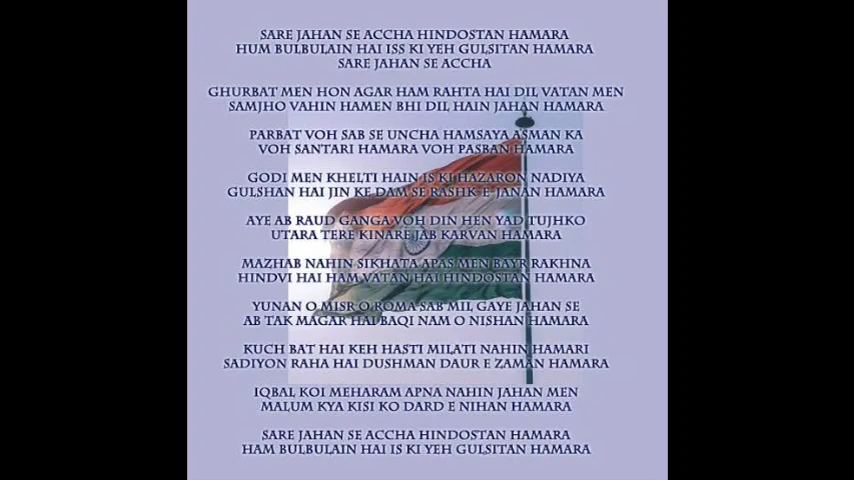 SARE JAHAN SE ACCHA HINDOSTAN HAMARA
HUM BULBULAIN HAI ISS KI YEH GULSITAN HAMARA
SARE JAHAN SE ACCHA
GHURBAT MEN HON AGAR HAM RAHTA HAI DIL VATAN MEN
SAMJHO VAHIN HAMEN BHI DIL HAIN JAHAN HAMARA
PARBAT VOH SAB SE UNCHA HAMSAYA ASMAN KA
VOH SANTARI HAMARA VOH PASBAN HAMARA
GODI MEN KHELTI HAIN IS KI HAZARON NADIYA
GULSHAN HAI JIN KE DAM SE RASHK-E-JANAN HAMARA
AYE AB RAUD GANGA VOH DIN HEN YAD TUJHKO
UTARA TERE KINARE JAB KARVAN HAMARA
MAZHAB NAHIN SIKHATA APAS MEN BAYR RAKHNA
HINDVI HAI HAM VATAN HAI HINDOSTAN HAMARA
YUNAN O MISR O ROMA SAB MIL GAYE JAHAN SE
AB TAK MAGAR HAI BAQI NAM O NISHAN HAMARA
KUCH BAT HAI KEH HASTI MILATI NAHIN HAMARI
SADIYON RAHA HAI DUSHMAN DAUR E ZAMAN HAMARA
IQBAL KOI MEHARAM APNA NAHIN JAHAN MEN
MALUM KYA KISI KO DARD E NIHAN HAMARA
SARE JAHAN SE ACCHA HINDOSTAN HAMARA
HAM BULBULAIN HAI IS KI YEH GULSITAN HAMARA